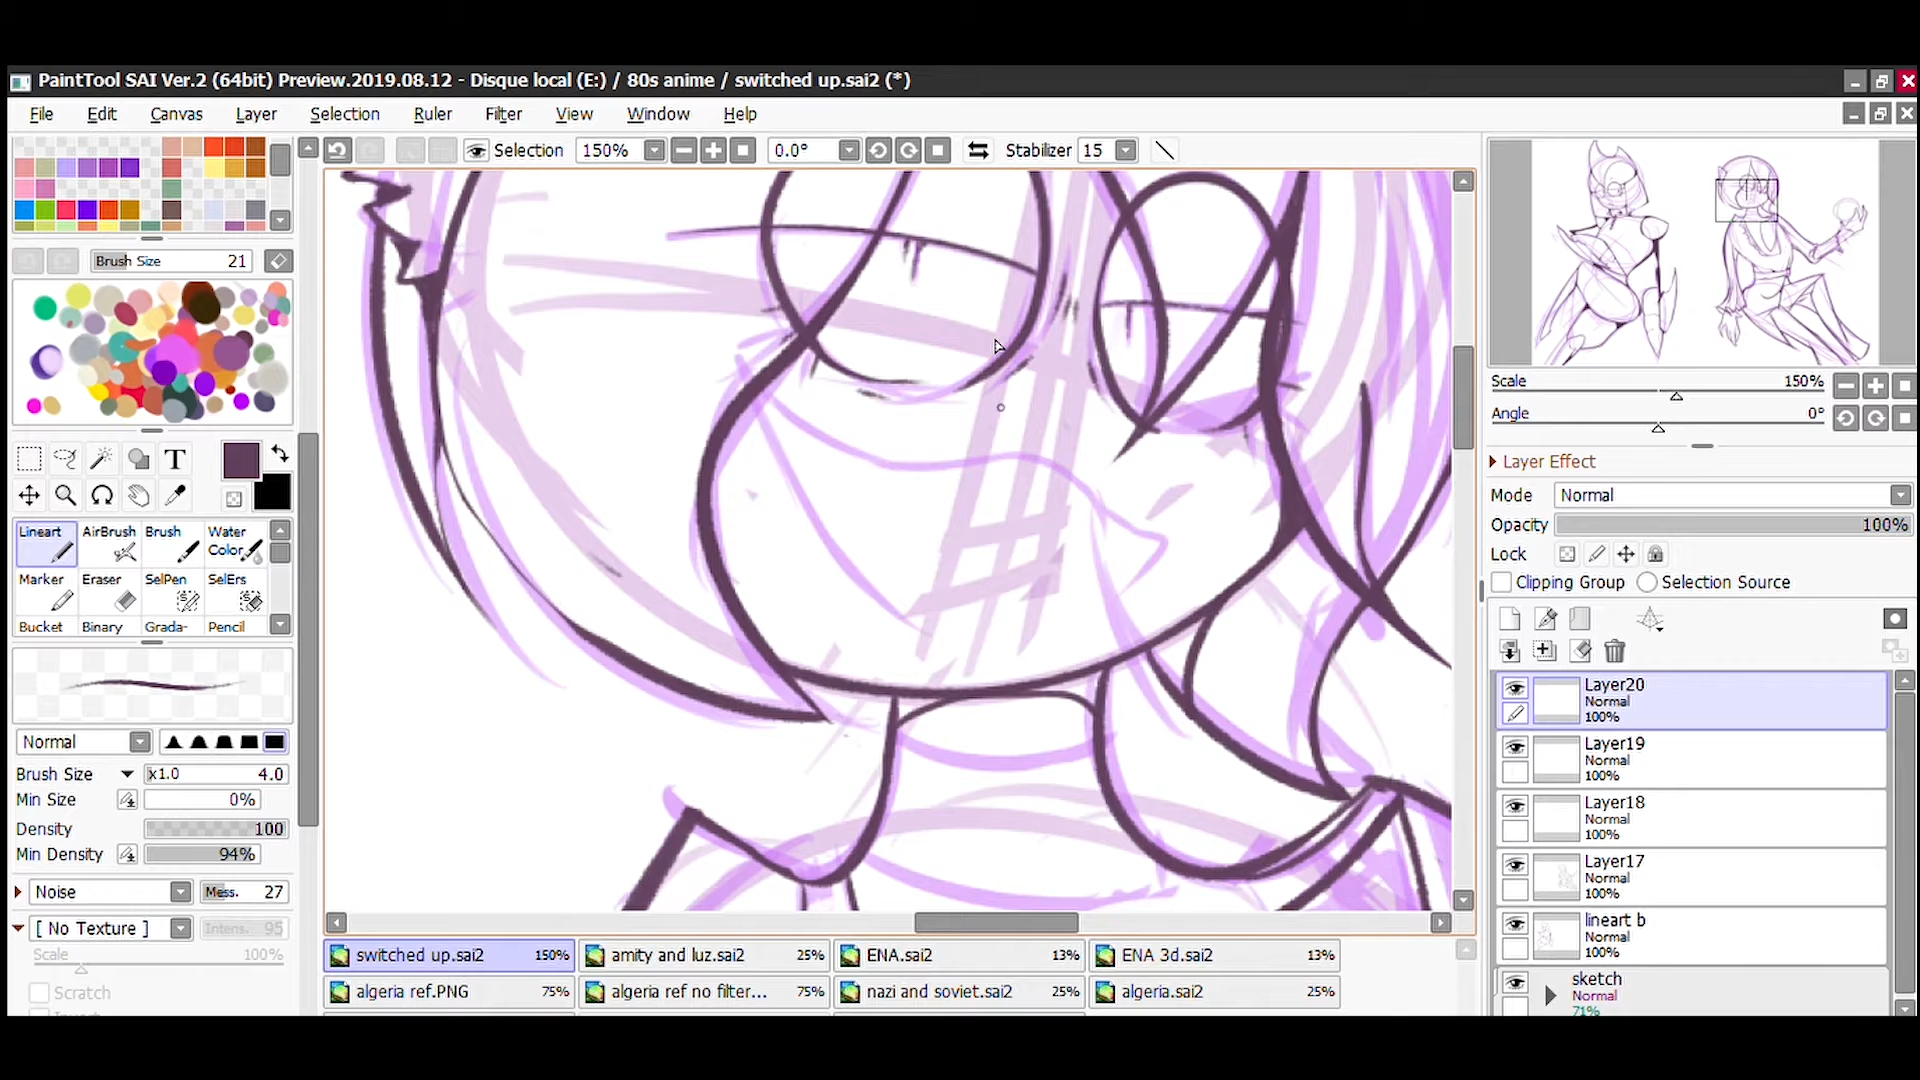 PaintTool SAI Ver.2 (64bit) Preview.2019.08.12 - Disque local (E:) / 80s anime / switched up.sai2 (*)
File Edit Canvas Layer Selection Ruler Filter View Window Help
Selection 150% 0.0° Stabilizer 15
Brush Size 21
T
Lineart AirBrush Brush Water Color
Marker Eraser SelPen SelErs
Bucket Binary Grada- Pencil
Normal
Brush Size x1.0 4.0
Min Size 0%
Density 100
Min Density 94%
Noise Mess. 27
[ No Texture ] Intens. 95
Scale 100%
Scratch
switched up.sai2 150% amity and luz.sai2 25% ENA.sai2 13% ENA 3d.sai2 13%
algeria ref.PNG 75% algeria ref no filter... 75% nazi and soviet.sai2 25% algeria.sai2 25%
Scale 150%
Angle 0°
Layer Effect
Mode Normal
Opacity 100%
Lock
Clipping Group Selection Source
Layer20
Normal
100%
Layer19
Normal
100%
Layer18
Normal
100%
Layer17
Normal
100%
lineart b
Normal
100%
sketch
Normal
71%